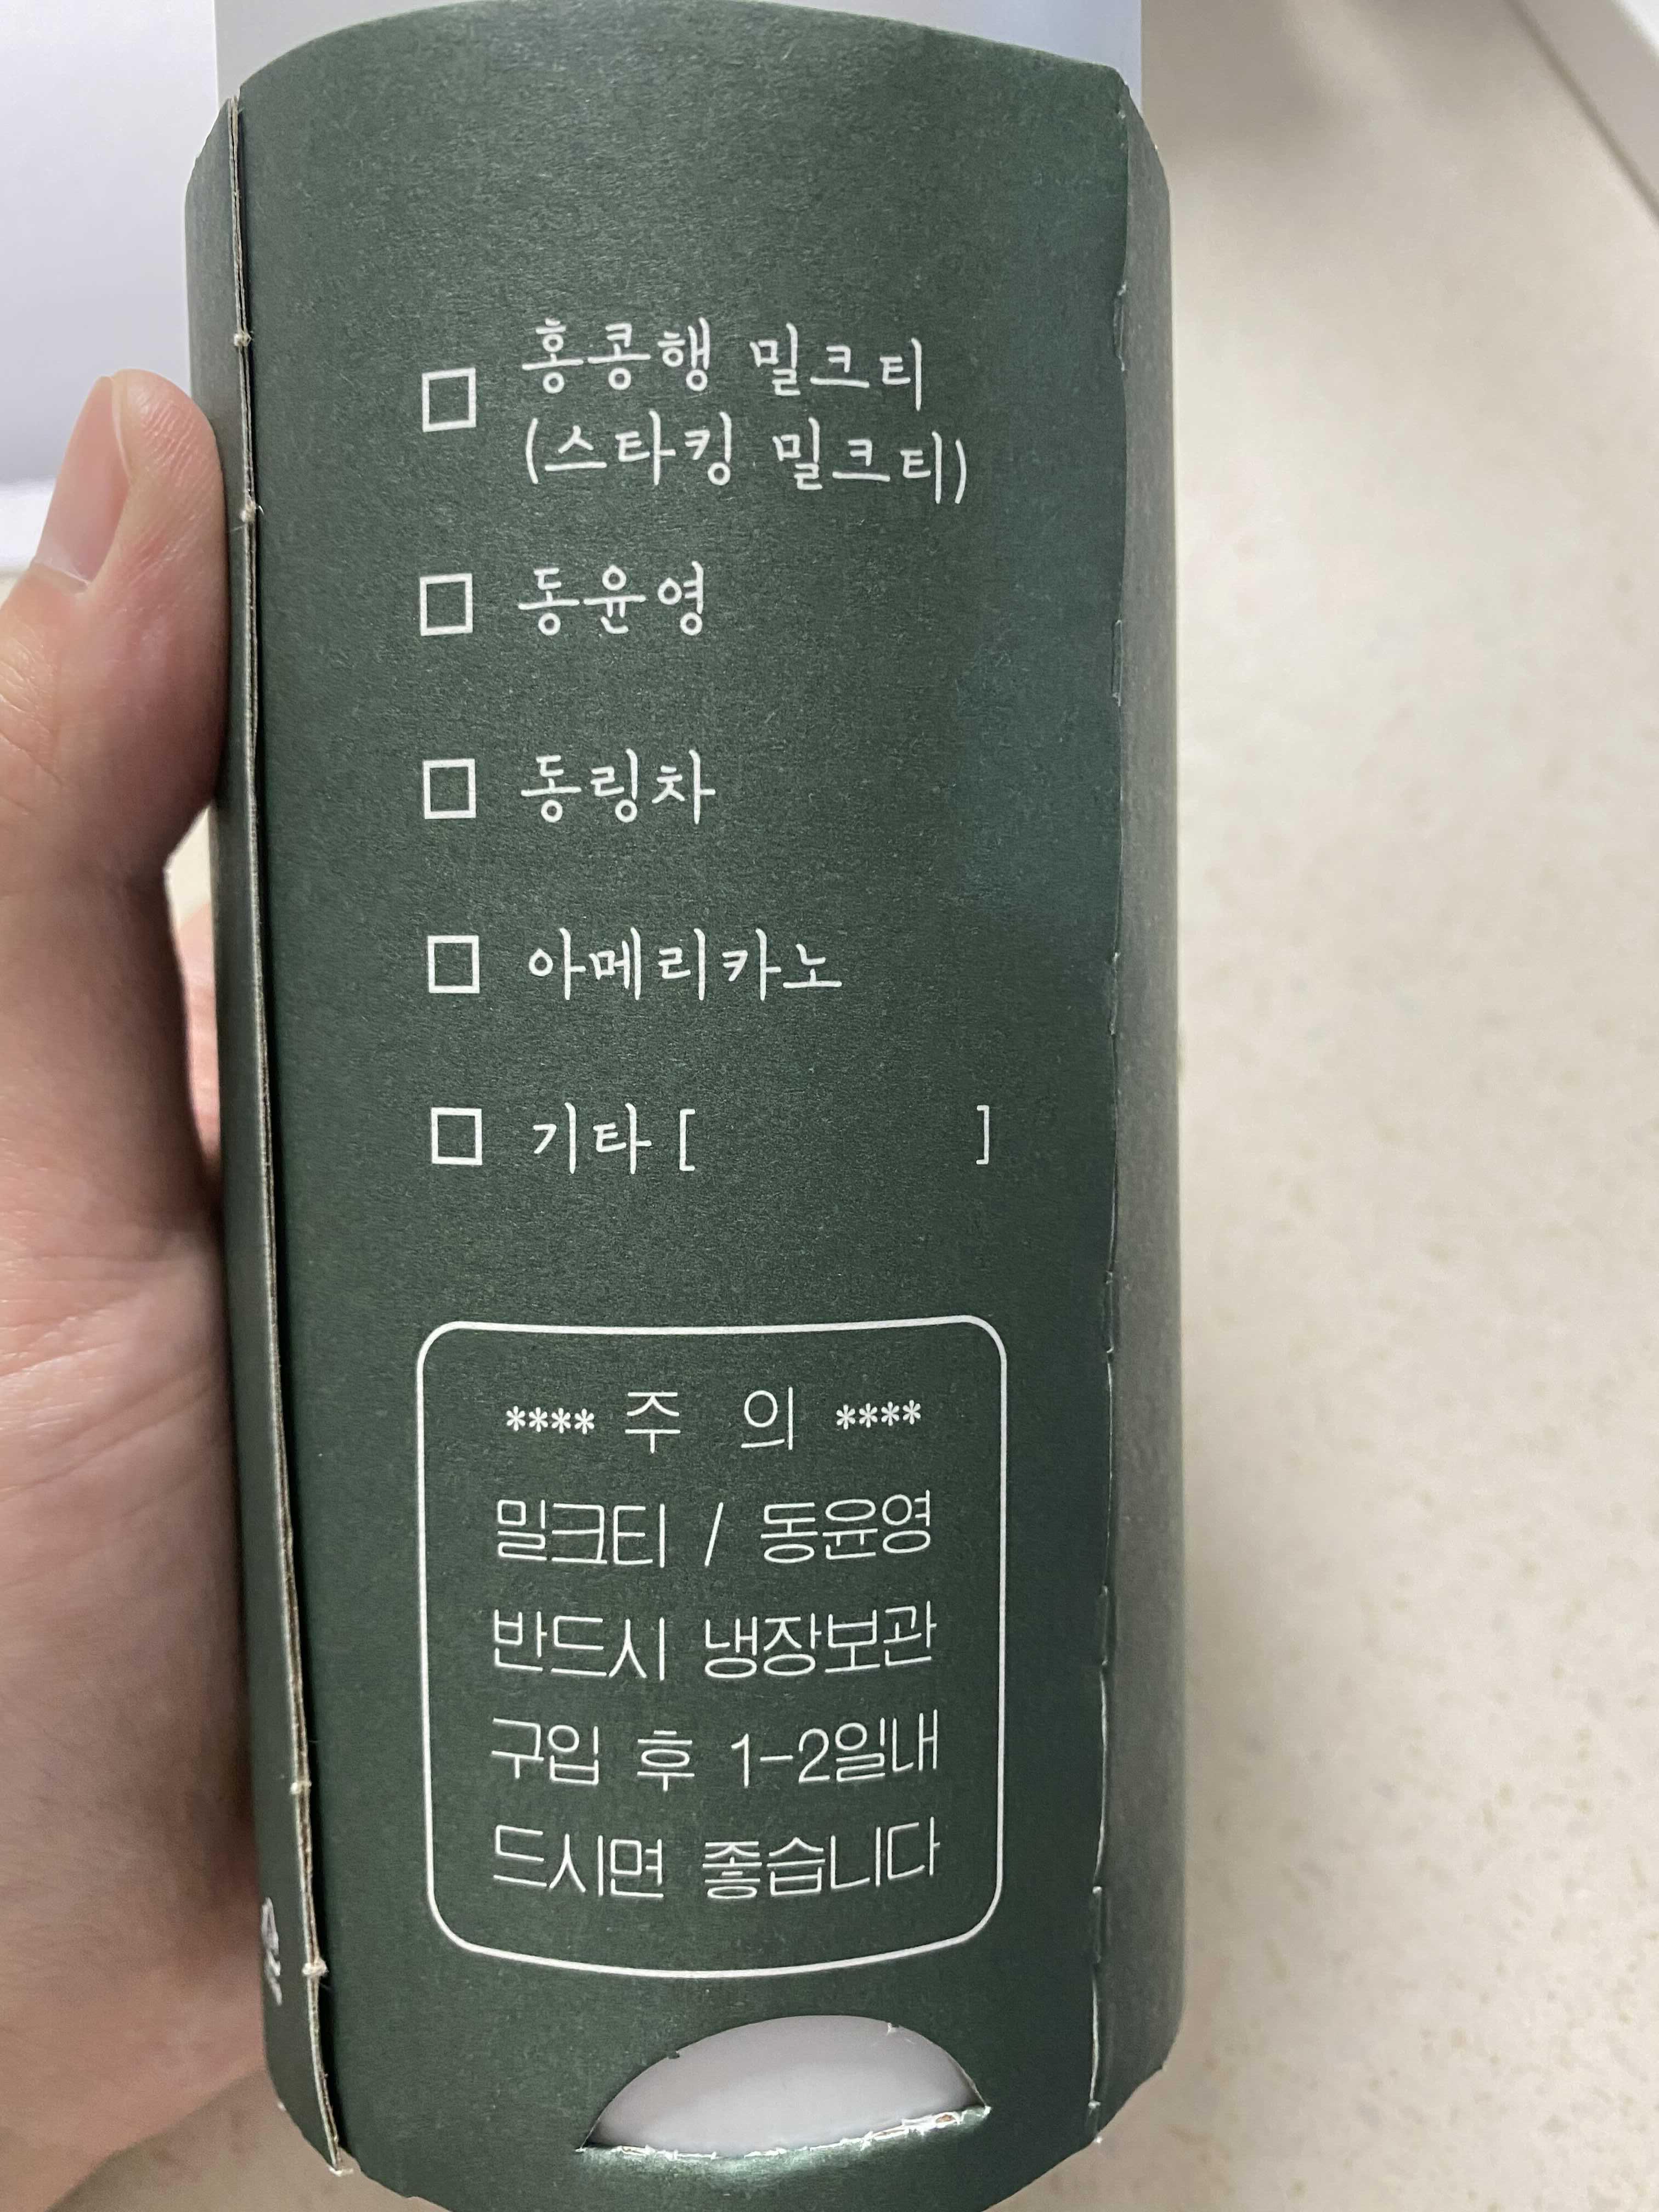 □ 홍콩행 밀크티
(스타킹 밀크티)
□ 동윤영
□ 동링차
□ 아메리카노
□ 기타 [ ]
**** 주 의 ****
밀크티 / 동윤영
반드시 냉장보관
구입 후 1-2일내
드시면 좋습니다